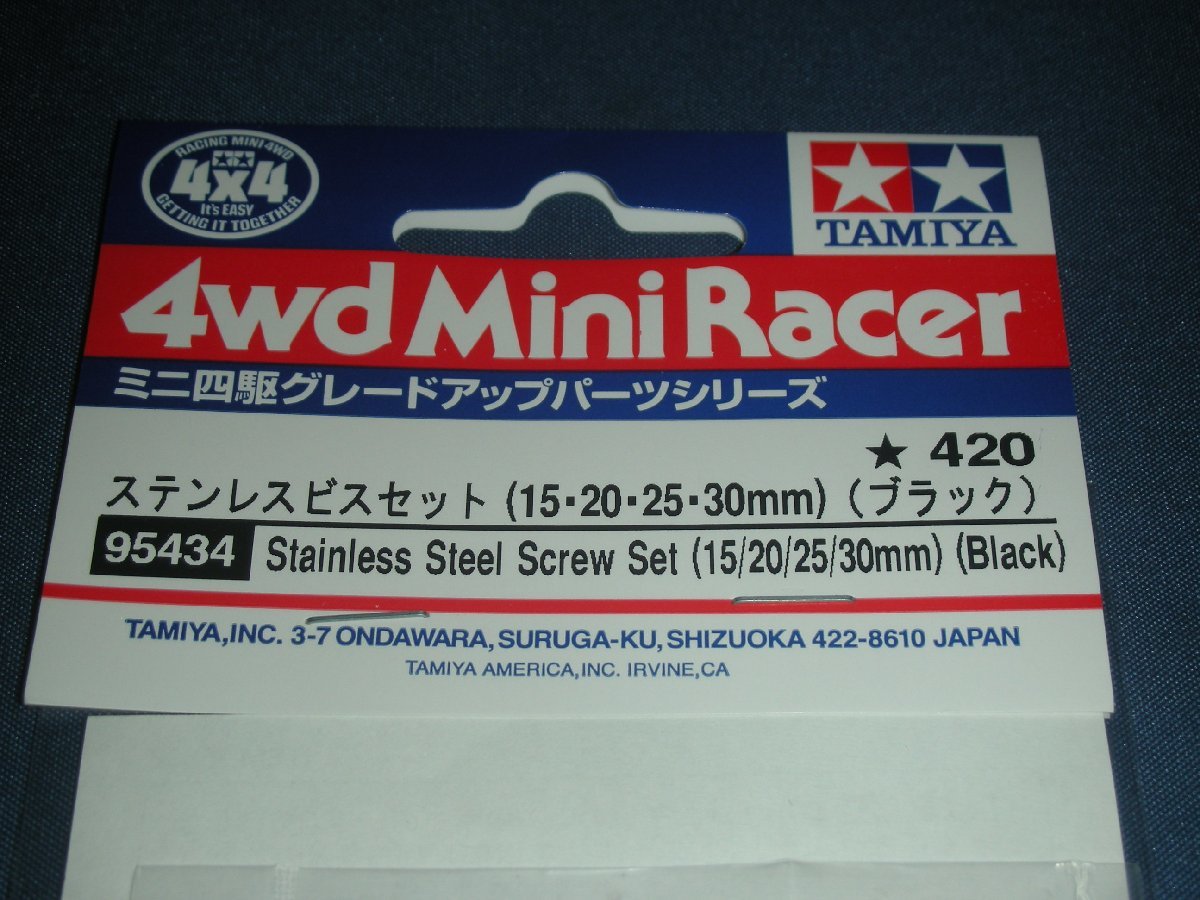 RACING MINI 4WD
4x4
It's EASY
GETTING IT TOGETHER
TAMIYA
4wd Mini Racer
ミニ四駆グレードアップパーツシリーズ
★ 420
ステンレスビスセット (15・20・25・30mm) (ブラック)
95434 Stainless Steel Screw Set (15/20/25/30mm) (Black)
TAMIYA,INC. 3-7 ONDAWARA, SURUGA-KU, SHIZUOKA 422-8610 JAPAN
TAMIYA AMERICA, INC. IRVINE, CA